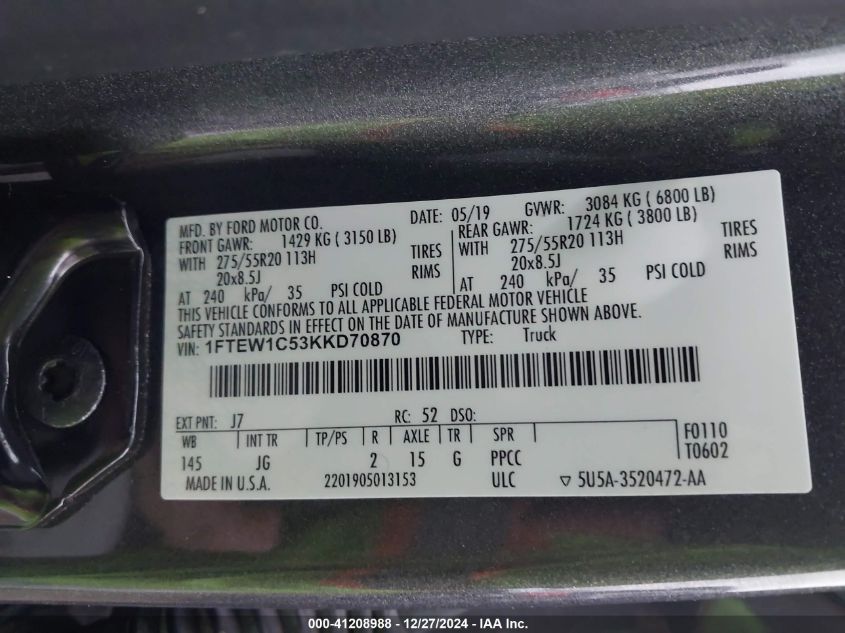 MFD. BY FORD MOTOR CO.
DATE: 05/19 GVWR: 3084 KG ( 6800 LB)
FRONT GAWR: 1429 KG ( 3150 LB)
REAR GAWR: 1724 KG ( 3800 LB)
WITH 275/55R20 113H TIRES
WITH 275/55R20 113H TIRES
20x8.5J RIMS
20x8.5J RIMS
AT 240 kPa/ 35 PSI COLD
AT 240 kPa/ 35 PSI COLD
THIS VEHICLE CONFORMS TO ALL APPLICABLE FEDERAL MOTOR VEHICLE
SAFETY STANDARDS IN EFFECT ON THE DATE OF MANUFACTURE SHOWN ABOVE.
VIN: 1FTEW1C53KKD70870 TYPE: Truck
EXT PNT: J7 RC: 52 DSO:
WB INT TR TP/PS R AXLE TR SPR F0110
145 JG 2 15 G PPCC T0602
MADE IN U.S.A. 2201905013153 ULC ▽ 5U5A-3520472-AA
000-41208988 - 12/27/2024 - IAAI Inc.